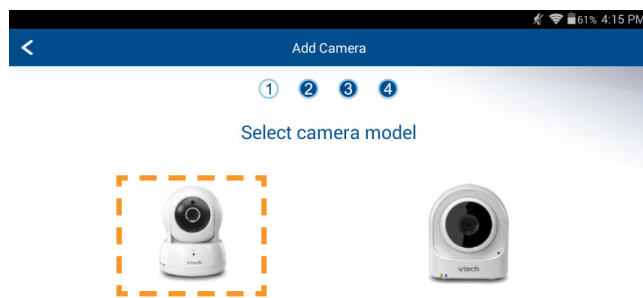 61% 4:15 PM
Add Camera
1 2 3 4
Select camera model
vtech
vtech